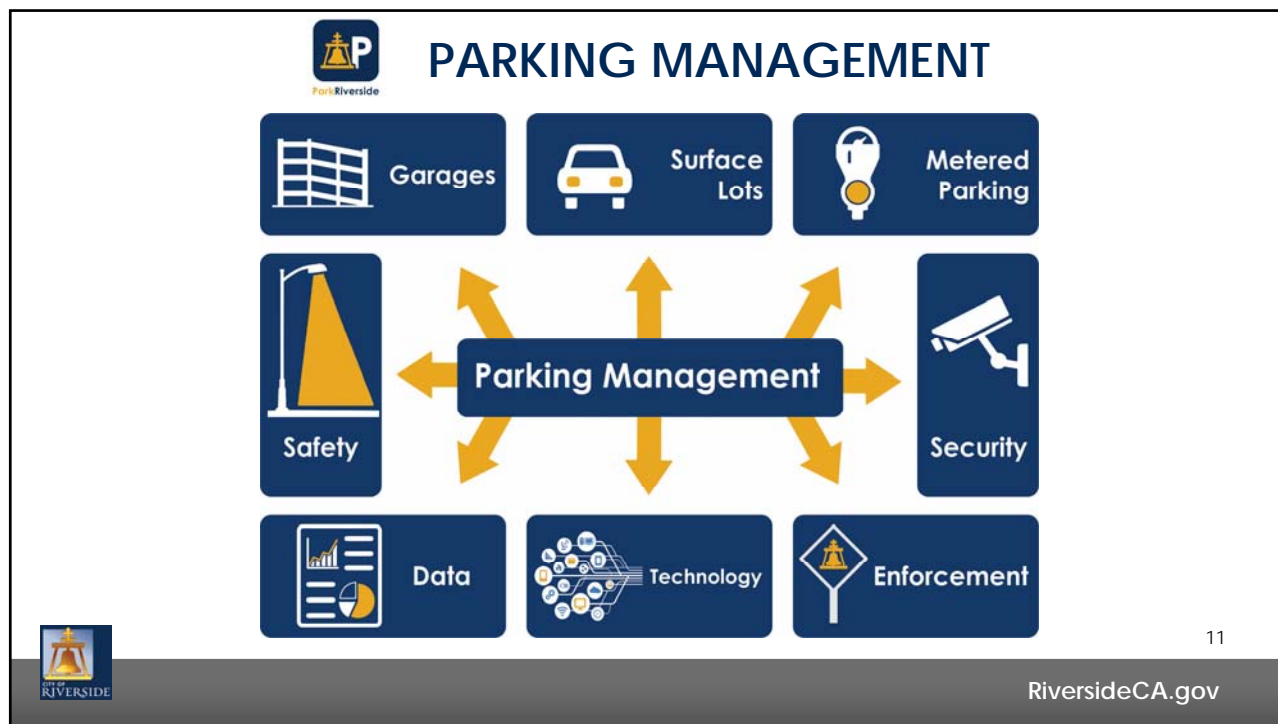 P
ParkRiverside
PARKING MANAGEMENT
Garages
Surface
Lots
Metered
Parking
Safety
Parking Management
Security
Data
Technology
Enforcement
11
CITY OF
RIVERSIDE
RiversideCA.gov